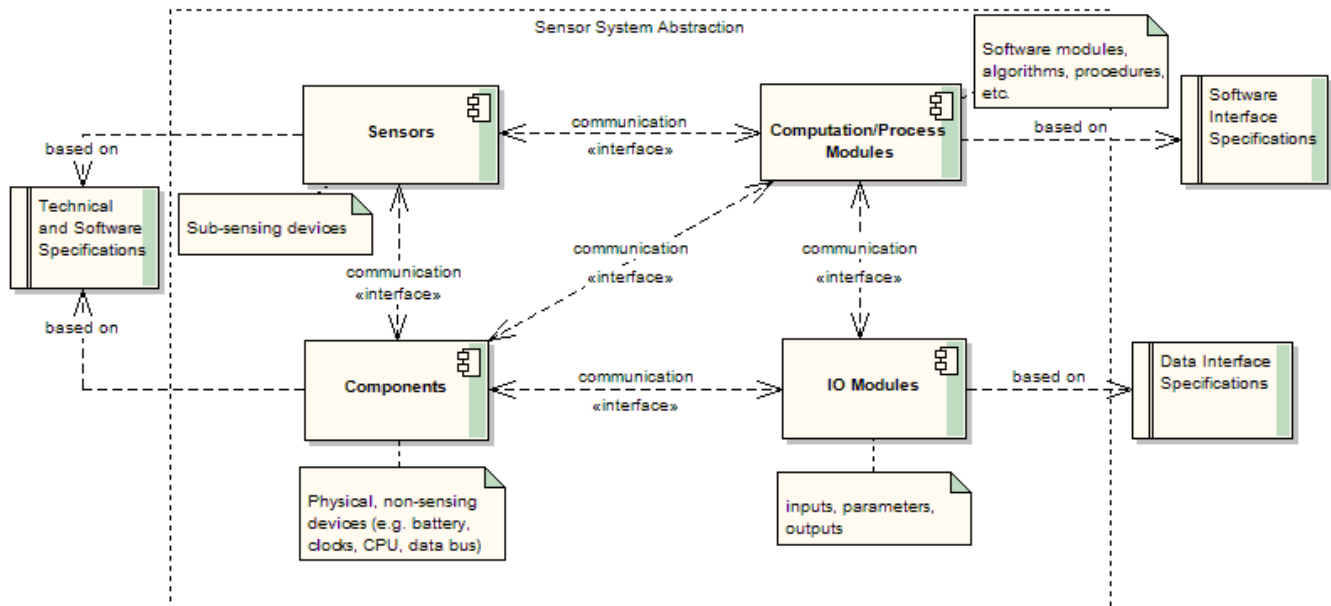 Sensor System Abstraction
Software modules,
algorithms, procedures,
etc.
Sensors
communication
«interface»
Computation/Process
Modules
based on
Software
Interface
Specifications
based on
Technical
and Software
Specifications
Sub-sensing devices
communication
«interface»
communication
«interface»
communication
«interface»
based on
Components
communication
«interface»
IO Modules
based on
Data Interface
Specifications
Physical, non-sensing
devices (e.g. battery,
clocks, CPU, data bus)
inputs, parameters,
outputs